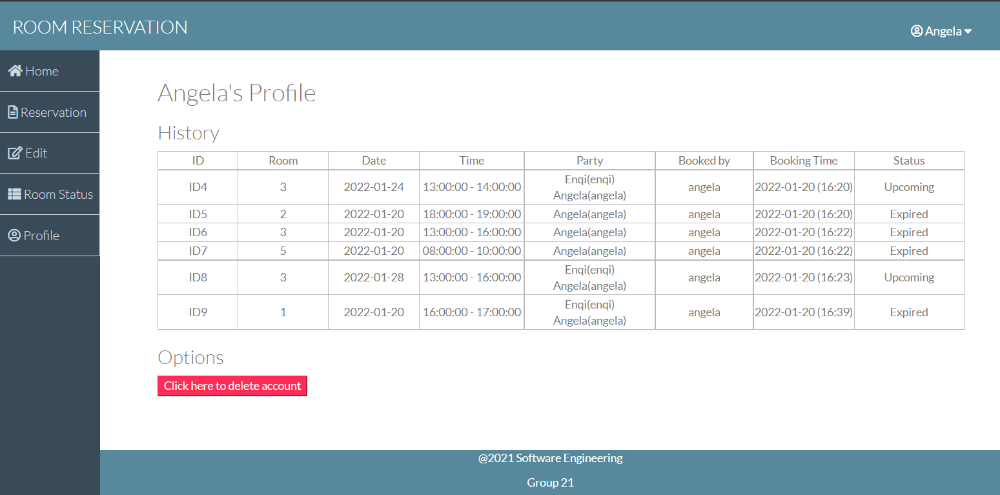 ROOM RESERVATION
Angela
Home
Reservation
Edit
Room Status
Profile
Angela's Profile
History
ID Room Date Time Party Booked by Booking Time Status
ID4 3 2022-01-24 13:00:00 - 14:00:00 Enqi(enqi) Angela(angela) angela 2022-01-20 (16:20) Upcoming
ID5 2 2022-01-20 18:00:00 - 19:00:00 Angela(angela) angela 2022-01-20 (16:20) Expired
ID6 3 2022-01-20 13:00:00 - 16:00:00 Angela(angela) angela 2022-01-20 (16:22) Expired
ID7 5 2022-01-20 08:00:00 - 10:00:00 Angela(angela) angela 2022-01-20 (16:22) Expired
ID8 3 2022-01-28 13:00:00 - 16:00:00 Enqi(enqi) Angela(angela) angela 2022-01-20 (16:23) Upcoming
ID9 1 2022-01-20 16:00:00 - 17:00:00 Enqi(enqi) Angela(angela) angela 2022-01-20 (16:39) Expired
Options
Click here to delete account
@2021 Software Engineering
Group 21